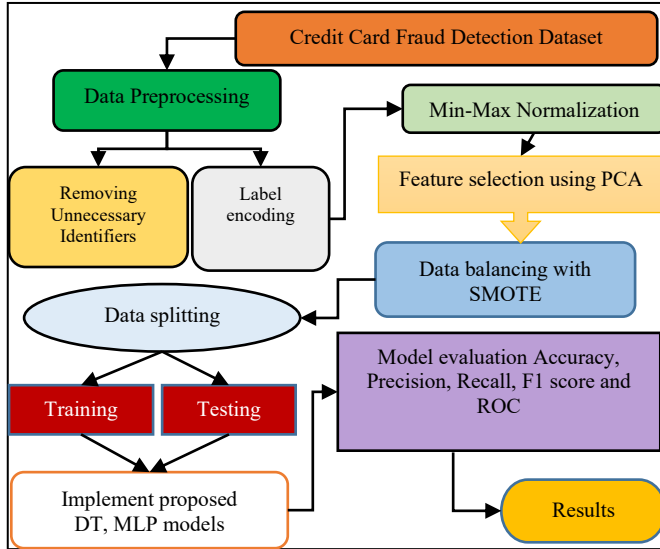 Credit Card Fraud Detection Dataset
Data Preprocessing
Min-Max Normalization
Removing
Unnecessary
Identifiers
Label
encoding
Feature selection using PCA
Data balancing with
SMOTE
Data splitting
Model evaluation Accuracy,
Precision, Recall, F1 score and
ROC
Training
Testing
Implement proposed
DT, MLP models
Results